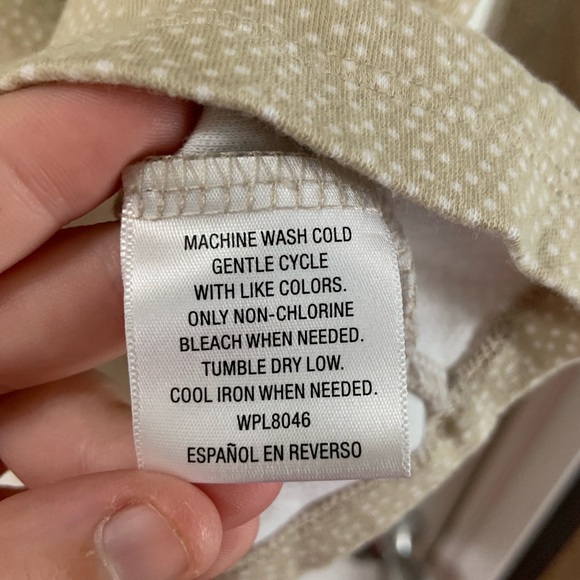 MACHINE WASH COLD
GENTLE CYCLE
WITH LIKE COLORS.
ONLY NON-CHLORINE
BLEACH WHEN NEEDED.
TUMBLE DRY LOW.
COOL IRON WHEN NEEDED.
WPL8046
ESPAÑOL EN REVERSO